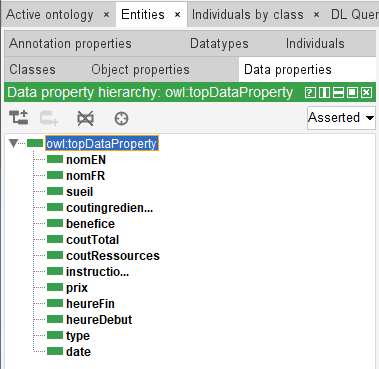 Active ontology × Entities × Individuals by class × DL Quer
Annotation properties Datatypes Individuals
Classes Object properties Data properties
Data property hierarchy: owl:topDataProperty
Asserted
owl:topDataProperty
nomEN
nomFR
sueil
coutingredien...
benefice
coutTotal
coutRessources
instructio...
prix
heureFin
heureDebut
type
date